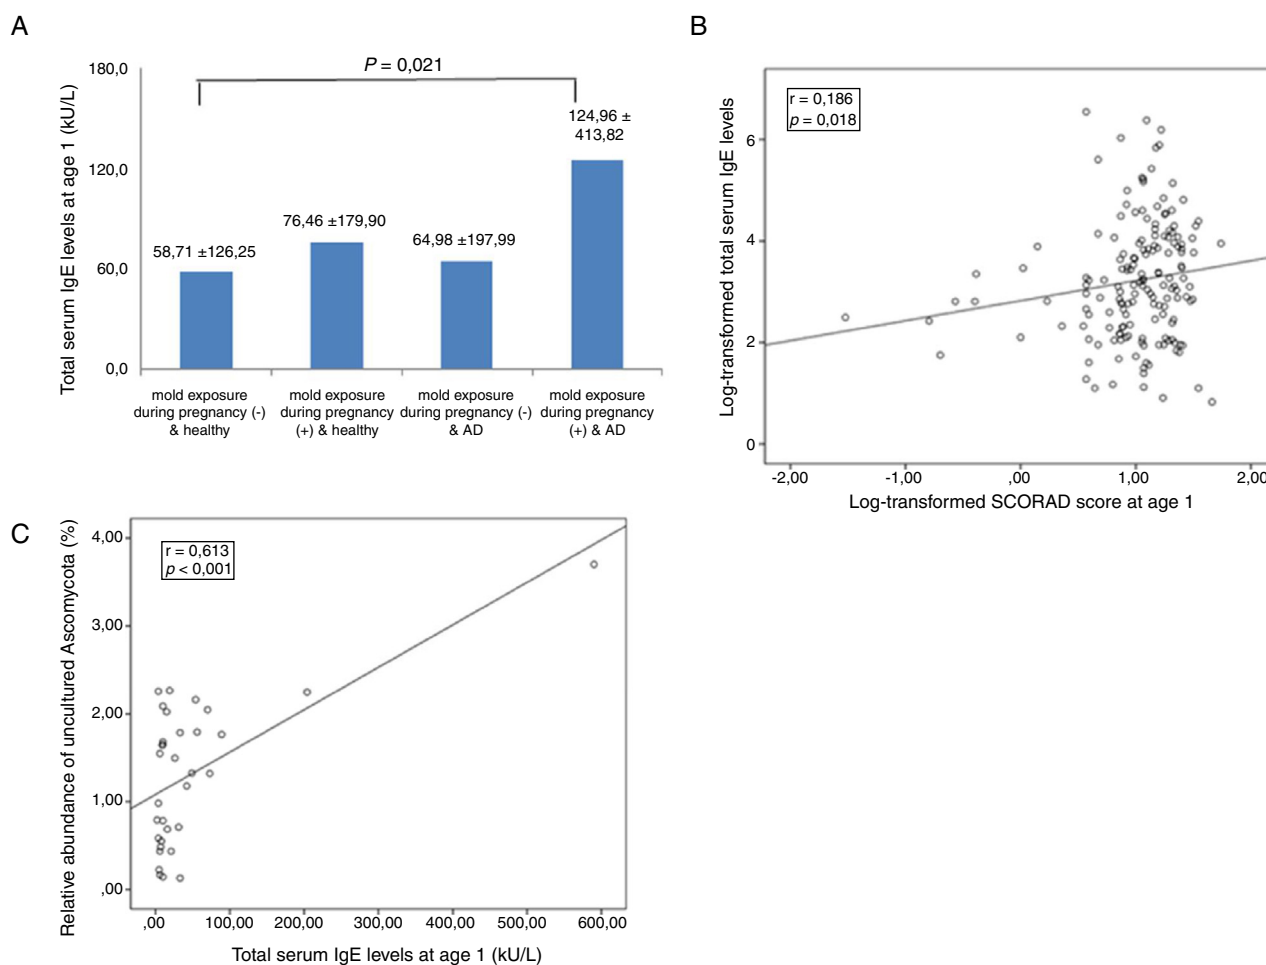 A
Total serum IgE levels at age 1 (kU/L)
180,0
120,0
60,0
0,0
P = 0,021
58,71 ±126,25
76,46 ±179,90
64,98 ±197,99
124,96 ±
413,82
mold exposure
during pregnancy (-)
& healthy
mold exposure
during pregnancy
(+) & healthy
mold exposure
during pregnancy (-)
& AD
mold exposure
during pregnancy
(+) & AD
B
Log-transformed total serum IgE levels
r = 0,186
p = 0,018
6
4
2
0
-2,00
-1,00
,00
1,00
2,00
Log-transformed SCORAD score at age 1
C
Relative abundance of uncultured Ascomycota (%)
r = 0,613
p < 0,001
4,00
3,00
2,00
1,00
,00
,00
100,00
200,00
300,00
400,00
500,00
600,00
Total serum IgE levels at age 1 (kU/L)